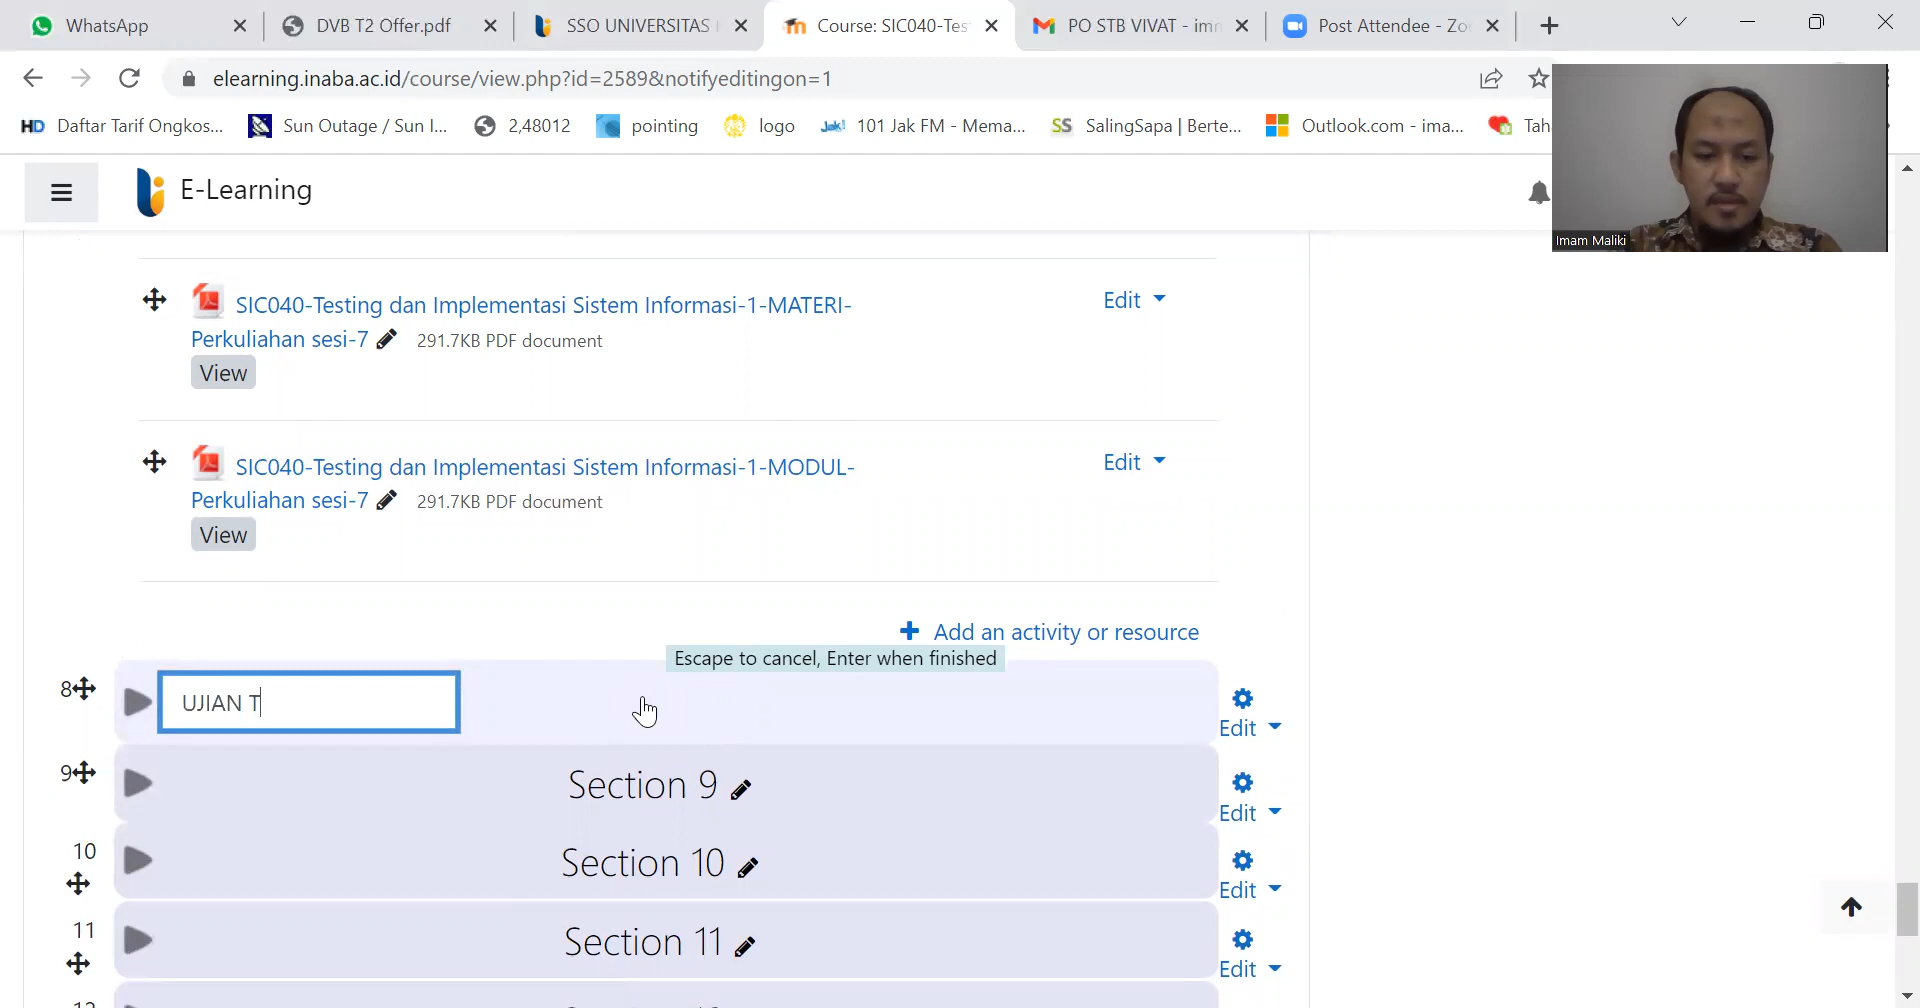 WhatsApp
DVB T2 Offer.pdf
SSO UNIVERSITAS I
Course: SIC040-Tes
PO STB VIVAT - imr
Post Attendee - Zo
elearning.inaba.ac.id/course/view.php?id=2589&notifyeditingon=1
HD Daftar Tarif Ongkos...
Sun Outage / Sun I...
2,48012
pointing
logo
Jak! 101 Jak FM - Mema...
SS SalingSapa | Berte...
Outlook.com - ima...
Tah
E-Learning
Imam Maliki
SIC040-Testing dan Implementasi Sistem Informasi-1-MATERI-
Perkuliahan sesi-7 291.7KB PDF document
Edit
View
SIC040-Testing dan Implementasi Sistem Informasi-1-MODUL-
Perkuliahan sesi-7 291.7KB PDF document
Edit
View
Add an activity or resource
Escape to cancel, Enter when finished
8 UJIAN T
Edit
9 Section 9
Edit
10 Section 10
Edit
11 Section 11
Edit